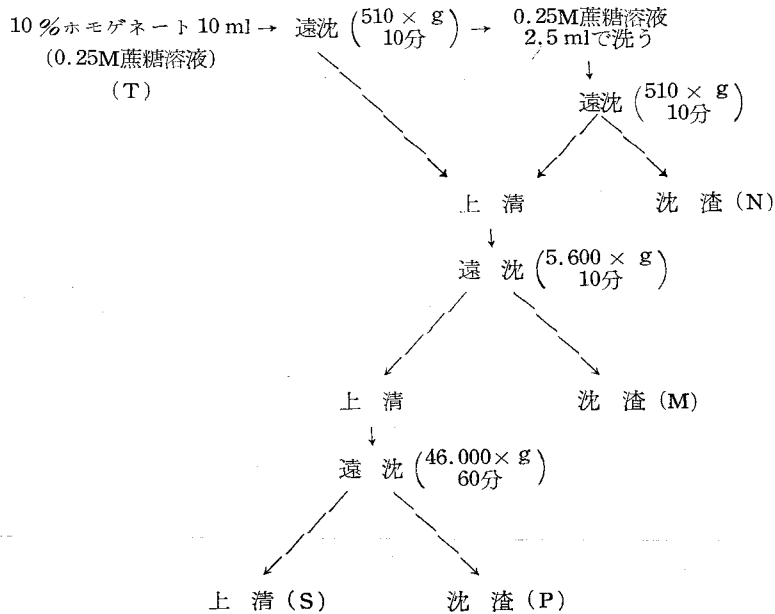 10％ホモゲネート 10 ml → 遠沈 (510 × g 10分) → 0.25M蔗糖溶液 2.5 mlで洗う
(0.25M蔗糖溶液)
(T)
↓
遠沈 (510 × g 10分)
上 清 沈 渣 (N)
↓
遠 沈 (5.600 × g 10分)
上 清 沈 渣 (M)
↓
遠 沈 (46.000× g 60分)
上 清 (S) 沈 渣 (P)